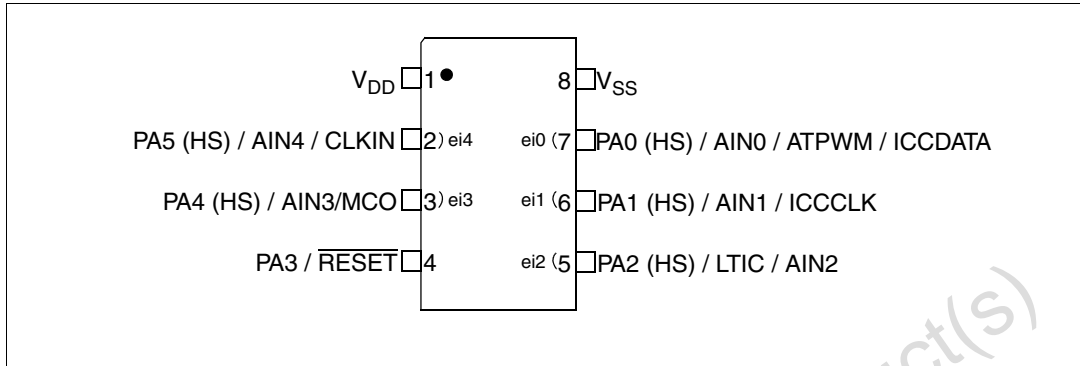 VDD 1 8 VSS
PA5 (HS) / AIN4 / CLKIN 2 ) ei4 ei0 ( 7 PA0 (HS) / AIN0 / ATPWM / ICCDATA
PA4 (HS) / AIN3/MCO 3 ) ei3 ei1 ( 6 PA1 (HS) / AIN1 / ICCCLK
PA3 / RESET 4 ei2 ( 5 PA2 (HS) / LTIC / AIN2
ct(s)